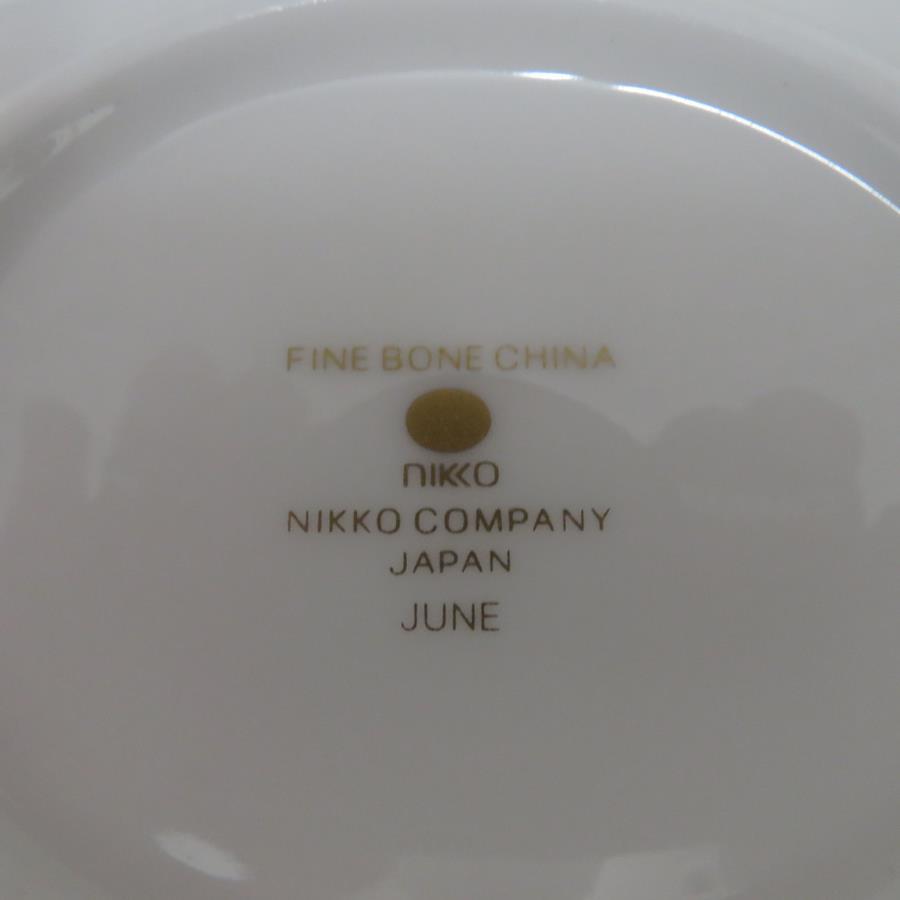 FINE BONE CHINA
NIKKO
NIKKO COMPANY
JAPAN
JUNE